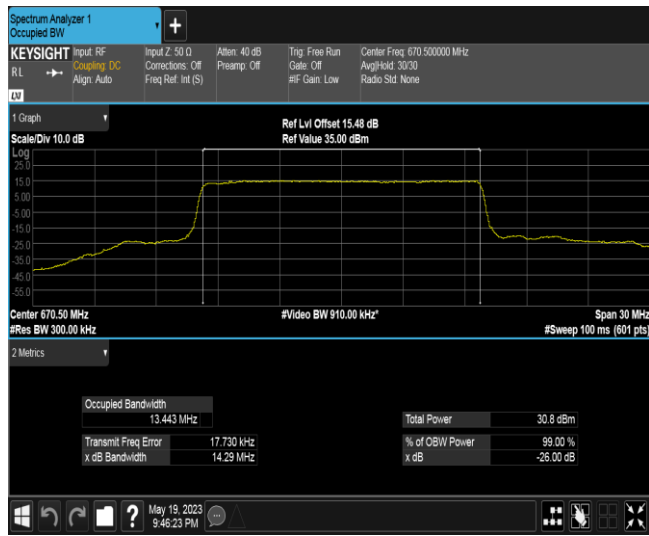 Spectrum Analyzer 1
Occupied BW
+
KEYSIGHT
RL
LXI
Input: RF
Coupling: DC
Align: Auto
Input Z: 50 Ω
Corrections: Off
Freq Ref: Int (S)
Atten: 40 dB
Preamp: Off
Trig: Free Run
Gate: Off
#IF Gain: Low
Center Freq: 670.500000 MHz
Avg|Hold: 30/30
Radio Std: None
1 Graph
Scale/Div 10.0 dB
Ref Lvl Offset 15.48 dB
Ref Value 35.00 dBm
Log
25.0
15.0
5.00
-5.00
-15.0
-25.0
-35.0
-45.0
-55.0
Center 670.50 MHz
#Video BW 910.00 kHz*
Span 30 MHz
#Res BW 300.00 kHz
#Sweep 100 ms (601 pts)
2 Metrics
Occupied Bandwidth
13.443 MHz
Total Power 30.8 dBm
Transmit Freq Error 17.730 kHz
% of OBW Power 99.00 %
x dB Bandwidth 14.29 MHz
x dB -26.00 dB
?
May 19, 2023
9:46:23 PM